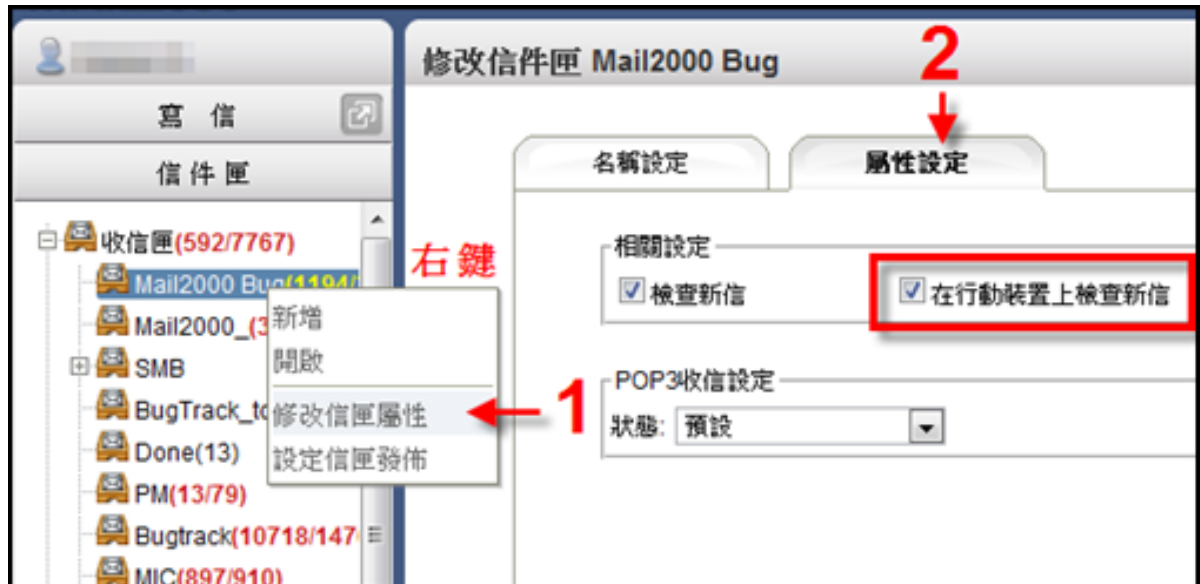 寫 信
信件匣
收信匣(592/7767)
Mail2000 Bug(1194/
Mail2000_(3
SMB
BugTrack_to
Done(13)
PM(13/79)
Bugtrack(10718/147
MIC(897/910)
右鍵
新增
開啟
修改信匣屬性
設定信匣發佈
1
修改信件匣 Mail2000 Bug
2
名稱設定
屬性設定
相關設定
檢查新信
在行動裝置上檢查新信
POP3收信設定
狀態: 預設